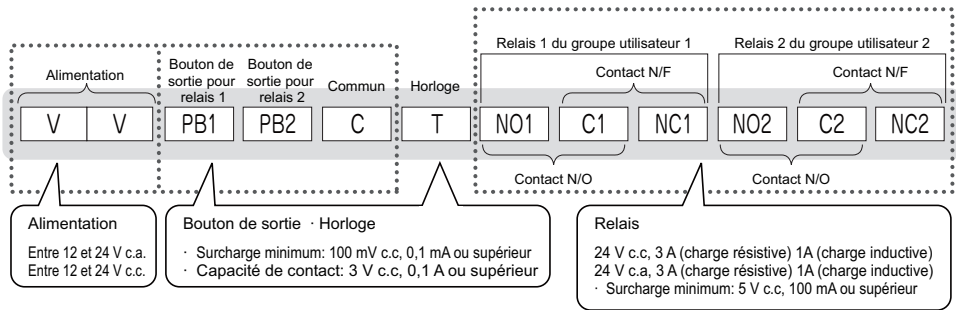 Relais 1 du groupe utilisateur 1
Relais 2 du groupe utilisateur 2
Alimentation
Bouton de
sortie pour
relais 1
Bouton de
sortie pour
relais 2
Commun
Horloge
Contact N/F
Contact N/F
V V PB1 PB2 C T NO1 C1 NC1 NO2 C2 NC2
Contact N/O
Contact N/O
Alimentation
Entre 12 et 24 V c.a.
Entre 12 et 24 V c.c.
Bouton de sortie · Horloge
· Surcharge minimum: 100 mV c.c, 0,1 mA ou supérieur
· Capacité de contact: 3 V c.c, 0,1 A ou supérieur
Relais
24 V c.c, 3 A (charge résistive) 1A (charge inductive)
24 V c.a, 3 A (charge résistive) 1A (charge inductive)
· Surcharge minimum: 5 V c.c, 100 mA ou supérieur